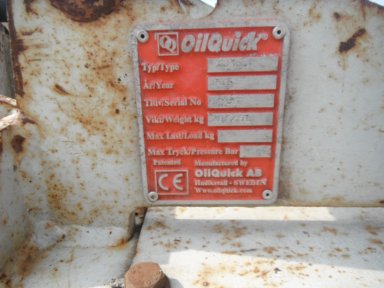 OilQuick
Typ/Type
År/Year
Tillv/Serial No
Vikt/Weight kg
Max Last/Load kg
Max Tryck/Pressure Bar
Patented Manufactured by
OilQuick AB
CE Hudiksvall - SWEDEN
Www.oilquick.com